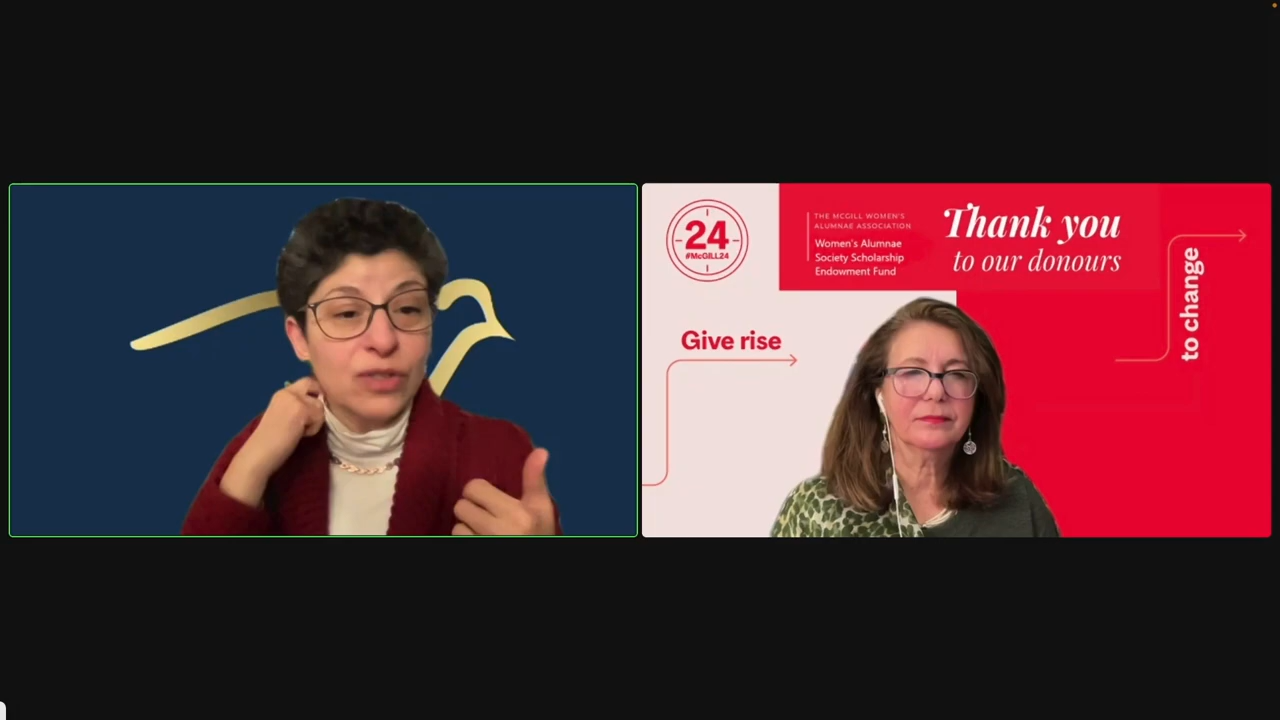 24
#McGILL24
THE MCGILL WOMEN'S
ALUMNAE ASSOCIATION
Women's Alumnae
Society Scholarship
Endowment Fund
Thank you
to our donours
Give rise
to change